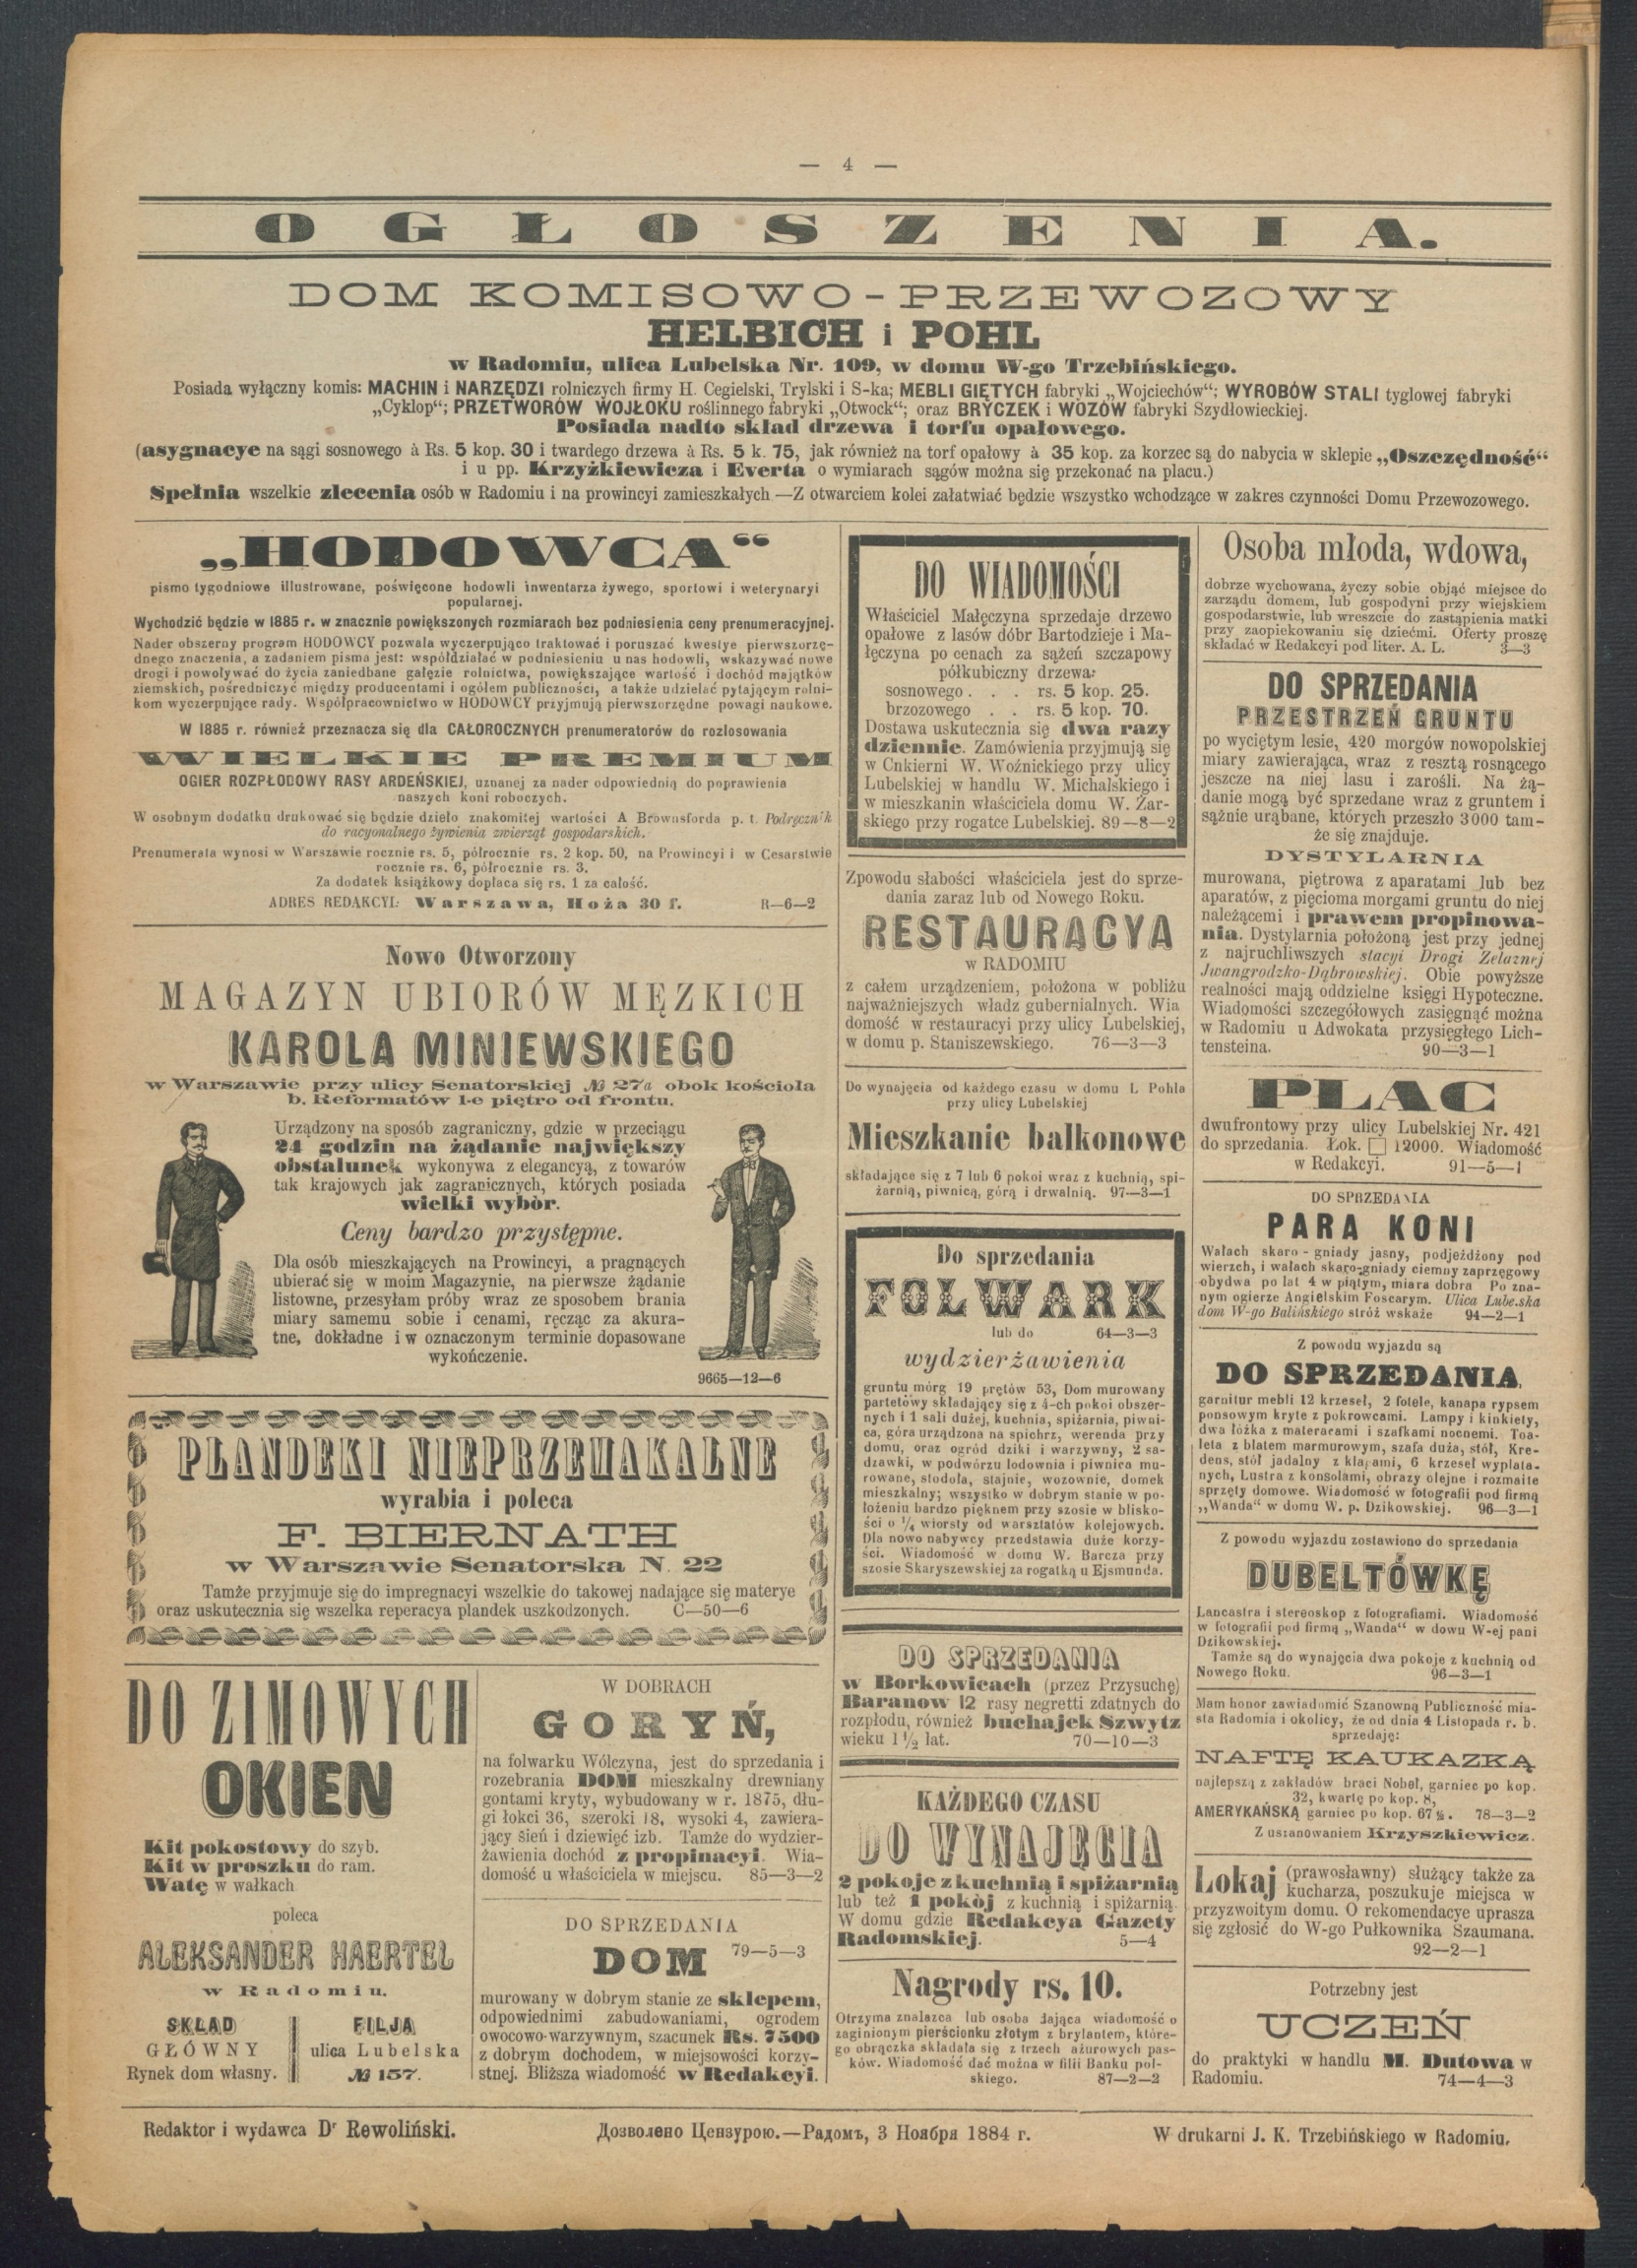 — 4 —
OGŁOSZENIA.
DOM KOMISOWO-PRZEWOZOWY
HELBICH i POHL
w Radomiu, ulica Lubelska Nr. 109, w domu W-go Trzebińskiego.
Posiada wyłączny komis: MACHIN i NARZĘDZI rolniczych firmy H. Cegielski, Trylski i S-ka; MEBLI GIĘTYCH fabryki „Wojciechów“; WYROBÓW STALI tyglowej fabryki
„Cyklop“; PRZETWORÓW WOJŁOKU roślinnego fabryki „Otwock“; oraz BRYCZEK i WOZÓW fabryki Szydłowieckiej.
Posiada nadto skład drzewa i torfu opałowego.
(asygnacye na sągi sosnowego à Rs. 5 kop. 30 i twardego drzewa à Rs. 5 k. 75, jak również na torf opałowy à 35 kop. za korzec są do nabycia w sklepie „Oszczędność“
i u pp. Krzyżkiewicza i Everta o wymiarach sągów można się przekonać na placu.)
Spełnia wszelkie zlecenia osób w Radomiu i na prowincyi zamieszkałych —Z otwarciem kolei załatwiać będzie wszystko wchodzące w zakres czynności Domu Przewozowego.
„HODOWCA“
pismo tygodniowe illustrowane, poświęcone hodowli inwentarza żywego, sportowi i weterynaryi
popularnej.
Wychodzić będzie w 1885 r. w znacznie powiększonych rozmiarach bez podniesienia ceny prenumeracyjnej.
Nader obszerny program HODOWCY pozwala wyczerpująco traktować i poruszać kwestye pierwszorzę-
dnego znaczenia, a zadaniem pisma jest: współdziałać w podniesieniu u nas hodowli, wskazywać nowe
drogi i powoływać do życia zaniedbane gałęzie rolnictwa, powiększające wartość i dochód majątków
ziemskich, pośredniczyć między producentami i ogółem publiczności, a także udzielać pytającym rolni-
kom wyczerpujące rady. Współpracownictwo w HODOWCY przyjmują pierwszorzędne powagi naukowe.
W 1885 r. również przeznacza się dla CAŁOROCZNYCH prenumeratorów do rozlosowania
WIELKIE PREMIUM
OGIER ROZPŁODOWY RASY ARDEŃSKIEJ, uznanej za nader odpowiednią do poprawienia
naszych koni roboczych.
W osobnym dodatku drukować się będzie dzieło znakomitej wartości A Brownsforda p. t. Podręcznik
do racyonalnego żywienia zwierząt gospodarskich.
Prenumerata wynosi w Warszawie rocznie rs. 5, półrocznie rs. 2 kop. 50, na Prowincyi i w Cesarstwie
rocznie rs. 6, półrocznie rs. 3.
Za dodatek książkowy dopłaca się rs. 1 za całość.
ADRES REDAKCYI: Warszawa, Hoża 30 f. R—6—2
Nowo Otworzony
MAGAZYN UBIORÓW MĘZKICH
KAROLA MINIEWSKIEGO
w Warszawie przy ulicy Senatorskiej № 27a obok kościoła
b. Reformatów 1-e piętro od frontu.
Urządzony na sposób zagraniczny, gdzie w przeciągu
24 godzin na żądanie największy
obstalunek wykonywa z elegancyą, z towarów
tak krajowych jak zagranicznych, których posiada
wielki wybòr.
Ceny bardzo przystępne.
Dla osób mieszkających na Prowincyi, a pragnących
ubierać się w moim Magazynie, na pierwsze żądanie
listowne, przesyłam próby wraz ze sposobem brania
miary samemu sobie i cenami, ręcząc za akura-
tne, dokładne i w oznaczonym terminie dopasowane
wykończenie.
9665—12—6
PLANDEKI NIEPRZEMAKALNE
wyrabia i poleca
F. BIERNATH
w Warszawie Senatorska N. 22
Tamże przyjmuje się do impregnacyi wszelkie do takowej nadające się materye
oraz uskutecznia się wszelka reperacya plandek uszkodzonych. C—50—6
DO ZIMOWYCH
OKIEN
Kit pokostowy do szyb.
Kit w proszku do ram.
Watę w wałkach
poleca
ALEKSANDER HAERTEL
w Radomiu.
SKŁAD
GŁÓWNY
Rynek dom własny.
FILJA
ulica Lubelska
№ 157.
W DOBRACH
GORYŃ,
na folwarku Wólczyna, jest do sprzedania i
rozebrania DOM mieszkalny drewniany
gontami kryty, wybudowany w r. 1875, dłu-
gi łokci 36, szeroki 18, wysoki 4, zawiera-
jący sień i dziewięć izb. Tamże do wydzier-
żawienia dochód z propinacyi. Wia-
domość u właściciela w miejscu. 85—3—2
DO SPRZEDANIA
DOM 79—5—3
murowany w dobrym stanie ze sklepem,
odpowiednimi zabudowaniami, ogrodem
owocowo-warzywnym, szacunek Rs. 7500
z dobrym dochodem, w miejsowości korzy-
stnej. Bliższa wiadomość w Redakcyi.
DO WIADOMOŚCI
Właściciel Małęczyna sprzedaje drzewo
opałowe z lasów dóbr Bartodzieje i Ma-
łęczyna po cenach za sążeń szczapowy
półkubiczny drzewa:
sosnowego . . . rs. 5 kop. 25.
brzozowego . . rs. 5 kop. 70.
Dostawa uskutecznia się dwa razy
dziennie. Zamówienia przyjmują się
w Cnkierni W. Woźnickiego przy ulicy
Lubelskiej w handlu W. Michalskiego i
w mieszkanin właściciela domu W. Żar-
skiego przy rogatce Lubelskiej. 89—8—2
Zpowodu słabości właściciela jest do sprze-
dania zaraz lub od Nowego Roku.
RESTAURACYA
w RADOMIU
z całem urządzeniem, położona w pobliżu
najważniejszych władz gubernialnych. Wia
domość w restauracyi przy ulicy Lubelskiej,
w domu p. Staniszewskiego. 76—3—3
Do wynajęcia od każdego czasu w domu L Pohla
przy ulicy Lubelskiej
Mieszkanie balkonowe
składające się z 7 lub 6 pokoi wraz z kuchnią, spi-
żarnią, piwnicą, górą i drwalnią. 97—3—1
Do sprzedania
FOLWARK
lub do 64—3—3
wydzierżawienia
gruntu mórg 19 prętów 53, Dom murowany
partetowy składający się z 4-ch pokoi obszer-
nych i 1 sali dużej, kuchnia, spiżarnia, piwni-
ca, góra urządzona na spichrz, werenda przy
domu, oraz ogród dziki i warzywny, 2 sa-
dzawki, w podwórzu lodownia i piwnica mu-
rowane, stodoła, stajnie, wozownie, domek
mieszkalny; wszystko w dobrym stanie w po-
łożeniu bardzo pięknem przy szosie w blisko-
ści o ¼ wiorsty od warsztatów kolejowych.
Dla nowo nabywcy przedstawia duże korzy-
ści. Wiadomość w domu W. Barcza przy
szosie Skaryszewskiej za rogatką u Ejsmunda.
DO SPRZEDANIA
w Borkowicach (przez Przysuchę)
Baranow 12 rasy negretti zdatnych do
rozpłodu, również buchajek Szwytz
wieku 1½ lat. 70—10—3
KAŻDEGO CZASU
DO WYNAJĘCIA
2 pokoje z kuchnią i spiżarnią
lub też 1 pokòj z kuchnią i spiżarnią.
W domu gdzie Redakcya Gazety
Radomskiej. 5—4
Nagrody rs. 10.
Otrzyma znalazca lub osoba dająca wiadomość o
zaginionym pierścionku złotym z brylantem, które-
go obrączka składała się z trzech ażurowych pas-
ków. Wiadomość dać można w filii Banku pol-
skiego. 87—2—2
Osoba młoda, wdowa,
dobrze wychowana, życzy sobie objąć miejsce do
zarządu domem, lub gospodyni przy wiejskiem
gospodarstwie, lub wreszcie do zastąpienia matki
przy zaopiekowaniu się dziećmi. Oferty proszę
składać w Redakcyi pod liter. A. L. 3—3
DO SPRZEDANIA
PRZESTRZEŃ GRUNTU
po wyciętym lesie, 420 morgów nowopolskiej
miary zawierająca, wraz z resztą rosnącego
jeszcze na niej lasu i zarośli. Na żą-
danie mogą być sprzedane wraz z gruntem i
sążnie urąbane, których przeszło 3000 tam-
że się znajduje.
DYSTYLARNIA
murowana, piętrowa z aparatami lub bez
aparatów, z pięcioma morgami gruntu do niej
należącemi i prawem propinowa-
nia. Dystylarnia położoną jest przy jednej
z najruchliwszych stacyi Drogi Żelaznej
Jwangrodzko-Dąbrowskiej. Obie powyższe
realności mają oddzielne księgi Hypoteczne.
Wiadomości szczegółowych zasięgnąć można
w Radomiu u Adwokata przysięgłego Lich-
tensteina. 90—3—1
PLAC
dwufrontowy przy ulicy Lubelskiej Nr. 421
do sprzedania. Łok. □ 12000. Wiadomość
w Redakcyi. 91—5—1
DO SPRZEDANIA
PARA KONI
Wałach skaro-gniady jasny, podjeżdżony pod
wierzch, i wałach skaro-gniady ciemny zaprzęgowy
obydwa po lat 4 w piątym, miara dobra Po zna-
nym ogierze Angielskim Foscarym. Ulica Lube.ska
dom W-go Balińskiego stróż wskaże 94—2—1
Z powodu wyjazdu są
DO SPRZEDANIA.
garnitur mebli 12 krzeseł, 2 fotele, kanapa rypsem
ponsowym kryte z pokrowcami. Lampy i kinkiety,
dwa łóżka z materacami i szafkami nocnemi. Toa-
leta z blatem marmurowym, szafa duża, stół, Kre-
dens, stół jadalny z klapami, 6 krzeseł wyplata-
nych, Lustra z konsolami, obrazy olejne i rozmaite
sprzęty domowe. Wiadomość w fotografii pod firmą
„Wanda“ w domu W. p. Dzikowskiej. 96—3—1
Z powodu wyjazdu zostawiono do sprzedania
DUBELTÓWKĘ
Lancastra i stereoskop z fotografiami. Wiadomość
w fotografii pod firmą „Wanda“ w dowu W-ej pani
Dzikowskiej.
Tamże są do wynajęcia dwa pokoje z kuchnią od
Nowego Roku. 96—3—1
Mam honor zawiadomić Szanowną Publiczność mia-
sta Radomia i okolicy, że od dnia 4 Listopada r. b.
sprzedaję:
NAFTĘ KAUKAZKĄ
najlepszą z zakładów braci Nobel, garniec po kop.
32, kwartę po kop. 8,
AMERYKAŃSKĄ garniec po kop. 67½. 78—3—2
Z uszanowaniem Krzyszkiewicz.
Lokaj (prawosławny) służący także za
kucharza, poszukuje miejsca w
przyzwoitym domu. O rekomendacye uprasza
się zgłosić do W-go Pułkownika Szaumana.
92—2—1
Potrzebny jest
UCZEŃ
do praktyki w handlu M. Dutowa w
Radomiu. 74—4—3
Redaktor i wydawca Dr Rewoliński.
Дозволено Цензурою.—Радомъ, 3 Ноября 1884 г.
W drukarni J. K. Trzebińskiego w Radomiu.